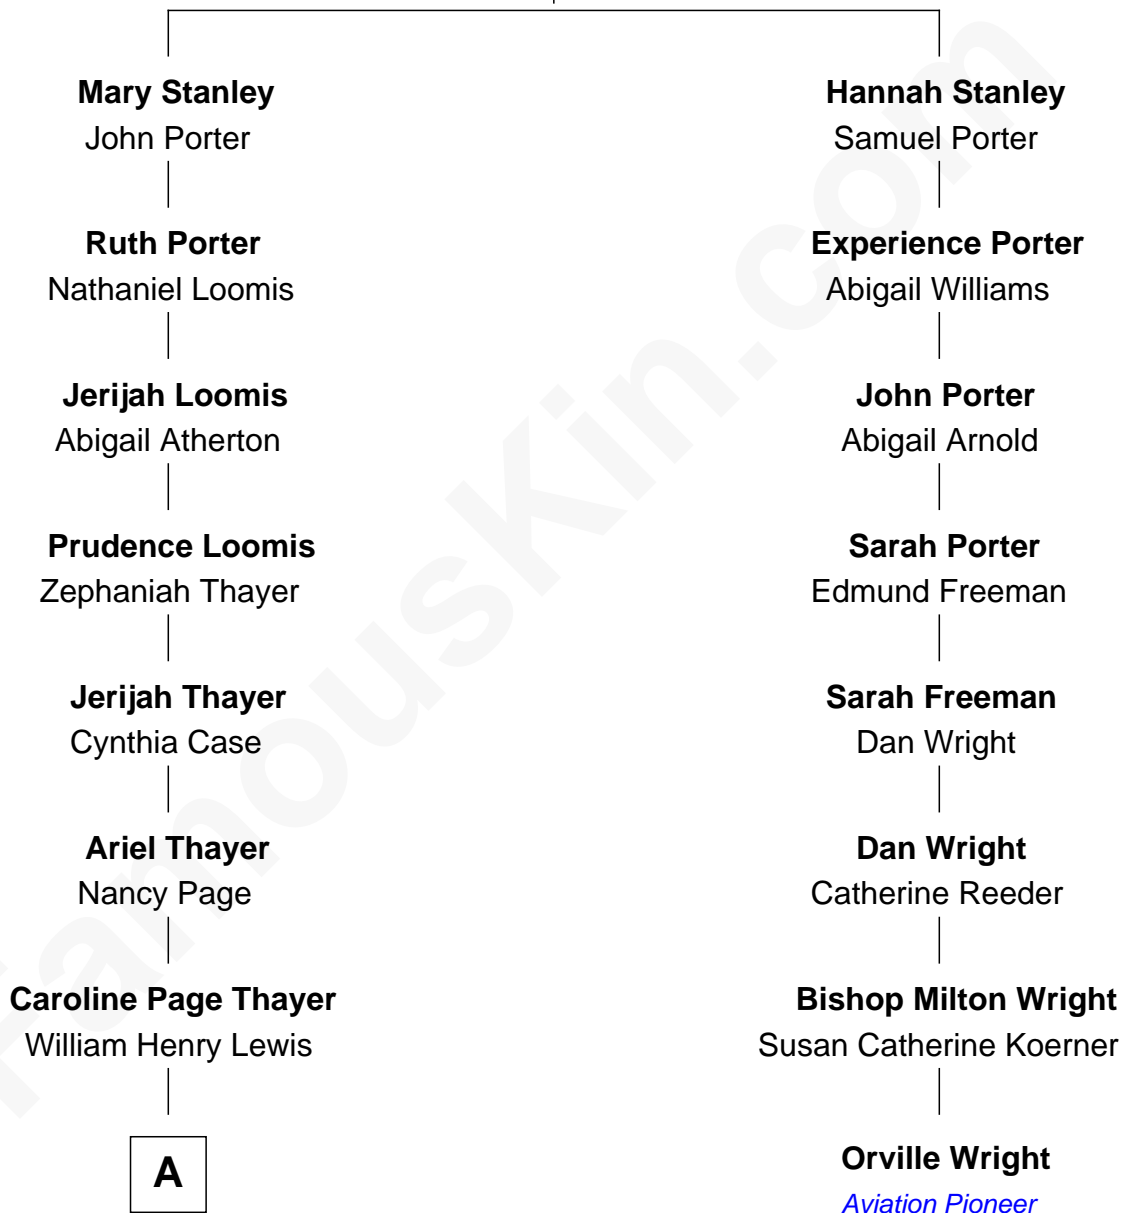 Mary Stanley
John Porter
Hannah Stanley
Samuel Porter
Ruth Porter
Nathaniel Loomis
Experience Porter
Abigail Williams
Jerijah Loomis
Abigail Atherton
John Porter
Abigail Arnold
Prudence Loomis
Zephaniah Thayer
Sarah Porter
Edmund Freeman
Jerijah Thayer
Cynthia Case
Sarah Freeman
Dan Wright
Ariel Thayer
Nancy Page
Dan Wright
Catherine Reeder
Caroline Page Thayer
William Henry Lewis
Bishop Milton Wright
Susan Catherine Koerner
A
Orville Wright
Aviation Pioneer
FamousKin.com